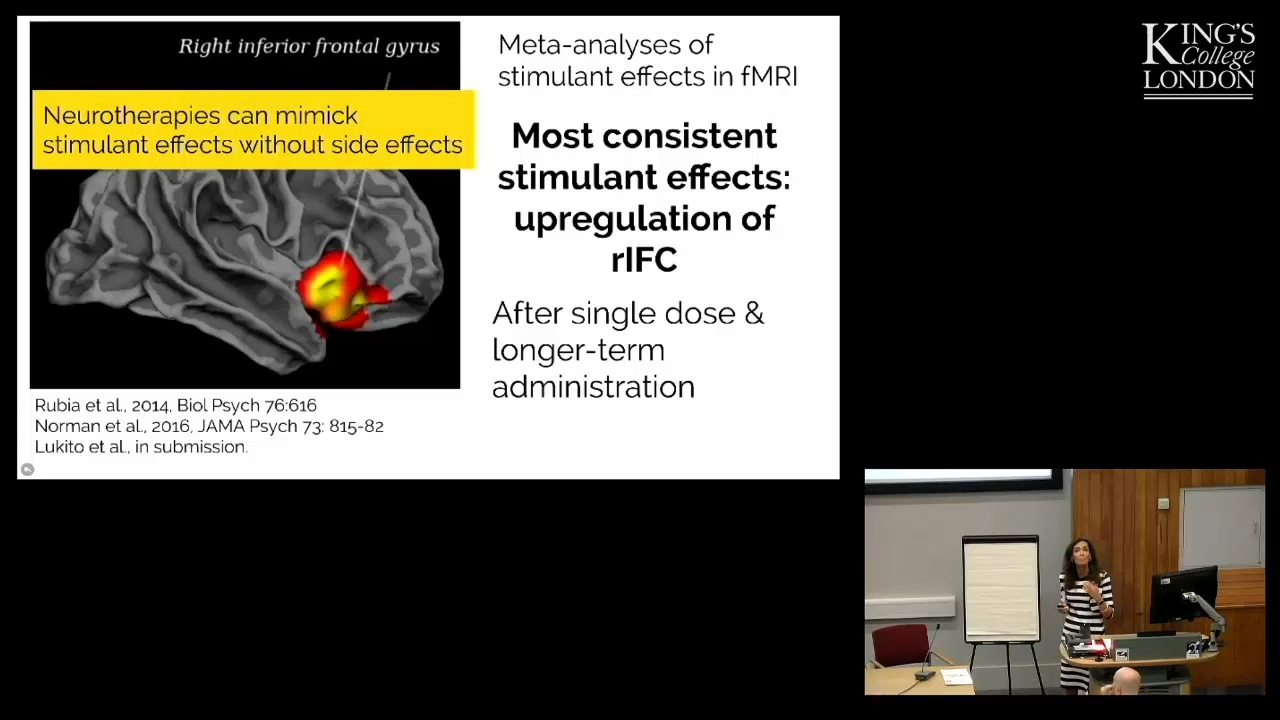 Right inferior frontal gyrus
Neurotherapies can mimick
stimulant effects without side effects
Meta-analyses of
stimulant effects in fMRI
Most consistent
stimulant effects:
upregulation of
rIFC
After single dose &
longer-term
administration
Rubia et al., 2014, Biol Psych 76:616
Norman et al., 2016, JAMA Psych 73: 815-82
Lukito et al., in submission.
KING'S
College
LONDON